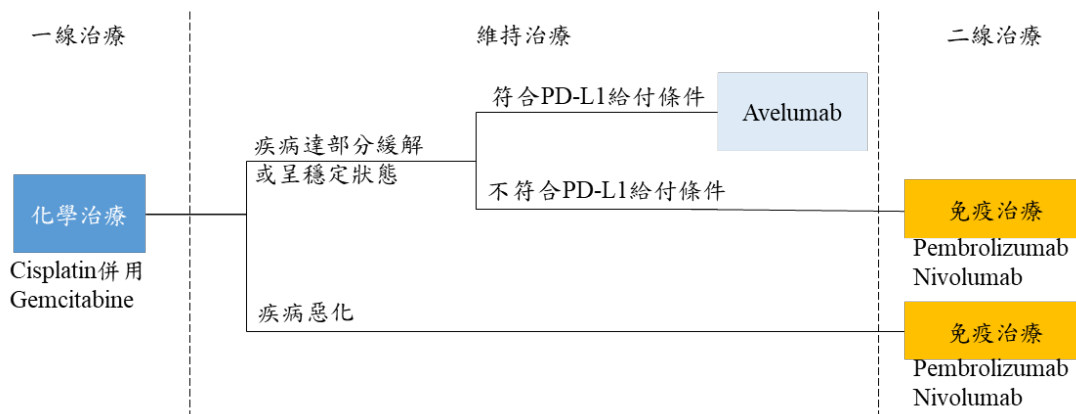 一線治療
維持治療
二線治療
符合PD-L1給付條件
Avelumab
疾病達部分緩解
或呈穩定狀態
不符合PD-L1給付條件
化學治療
免疫治療
Cisplatin併用
Gemcitabine
Pembrolizumab
Nivolumab
疾病惡化
免疫治療
Pembrolizumab
Nivolumab